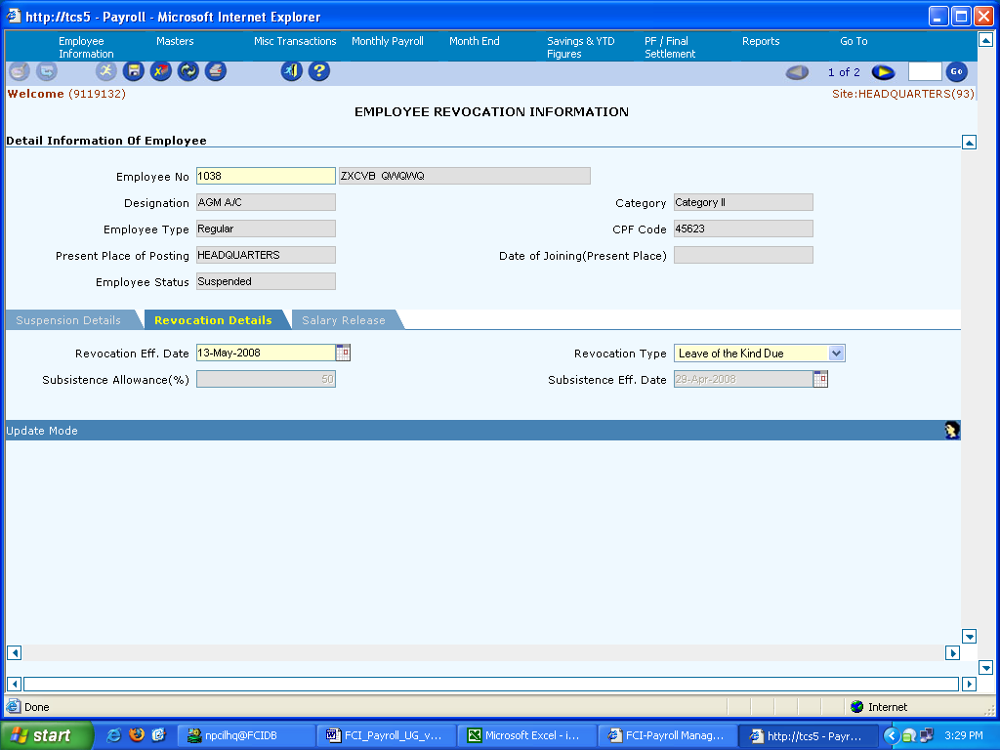 http://tcs5 - Payroll - Microsoft Internet Explorer
Employee Information
Masters
Misc Transactions
Monthly Payroll
Month End
Savings & YTD Figures
PF / Final Settlement
Reports
Go To
1 of 2
Go
Welcome (9119132)
Site:HEADQUARTERS(93)
EMPLOYEE REVOCATION INFORMATION
Detail Information Of Employee
Employee No 1038 ZXCVB QWQWQ
Designation AGM A/C Category Category II
Employee Type Regular CPF Code 45623
Present Place of Posting HEADQUARTERS Date of Joining(Present Place)
Employee Status Suspended
Suspension Details Revocation Details Salary Release
Revocation Eff. Date 13-May-2008 Revocation Type Leave of the Kind Due
Subsistence Allowance(%) 50 Subsistence Eff. Date 29-Apr-2008
Update Mode
Done Internet
start npcilhq@FCIDB FCI_Payroll_UG_v... Microsoft Excel - i... FCI-Payroll Manag... http://tcs5 - Payr... 3:29 PM